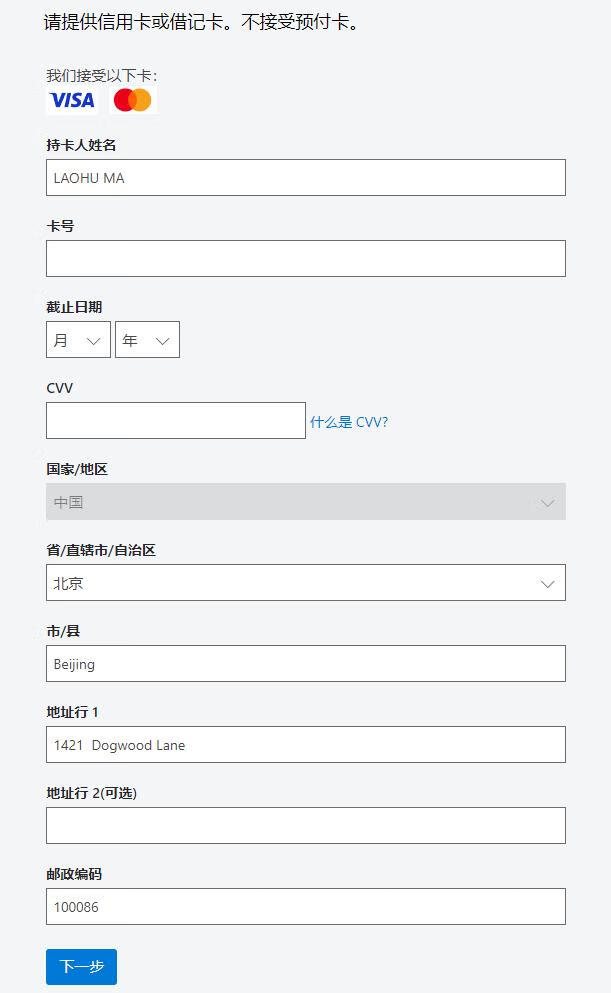 请提供信用卡或借记卡。不接受预付卡。
我们接受以下卡:
VISA
持卡人姓名
LAOHU MA
卡号
截止日期
月 年
CVV
什么是 CVV?
国家/地区
中国
省/直辖市/自治区
北京
市/县
Beijing
地址行 1
1421  Dogwood Lane
地址行 2(可选)
邮政编码
100086
下一步